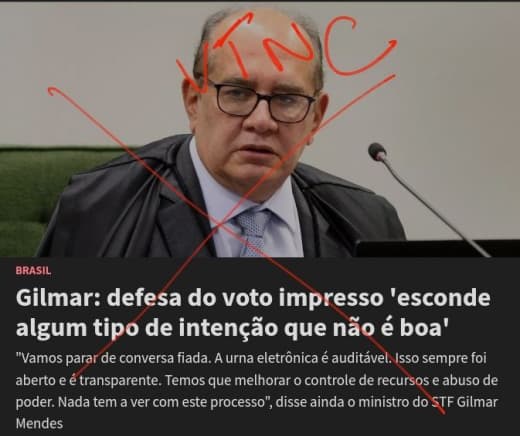 VTNC
BRASIL
Gilmar: defesa do voto impresso 'esconde
algum tipo de intenção que não é boa'
"Vamos parar de conversa fiada. A urna eletrônica é auditável. Isso sempre foi
aberto e é transparente. Temos que melhorar o controle de recursos e abuso de
poder. Nada tem a ver com este processo", disse ainda o ministro do STF Gilmar
Mendes